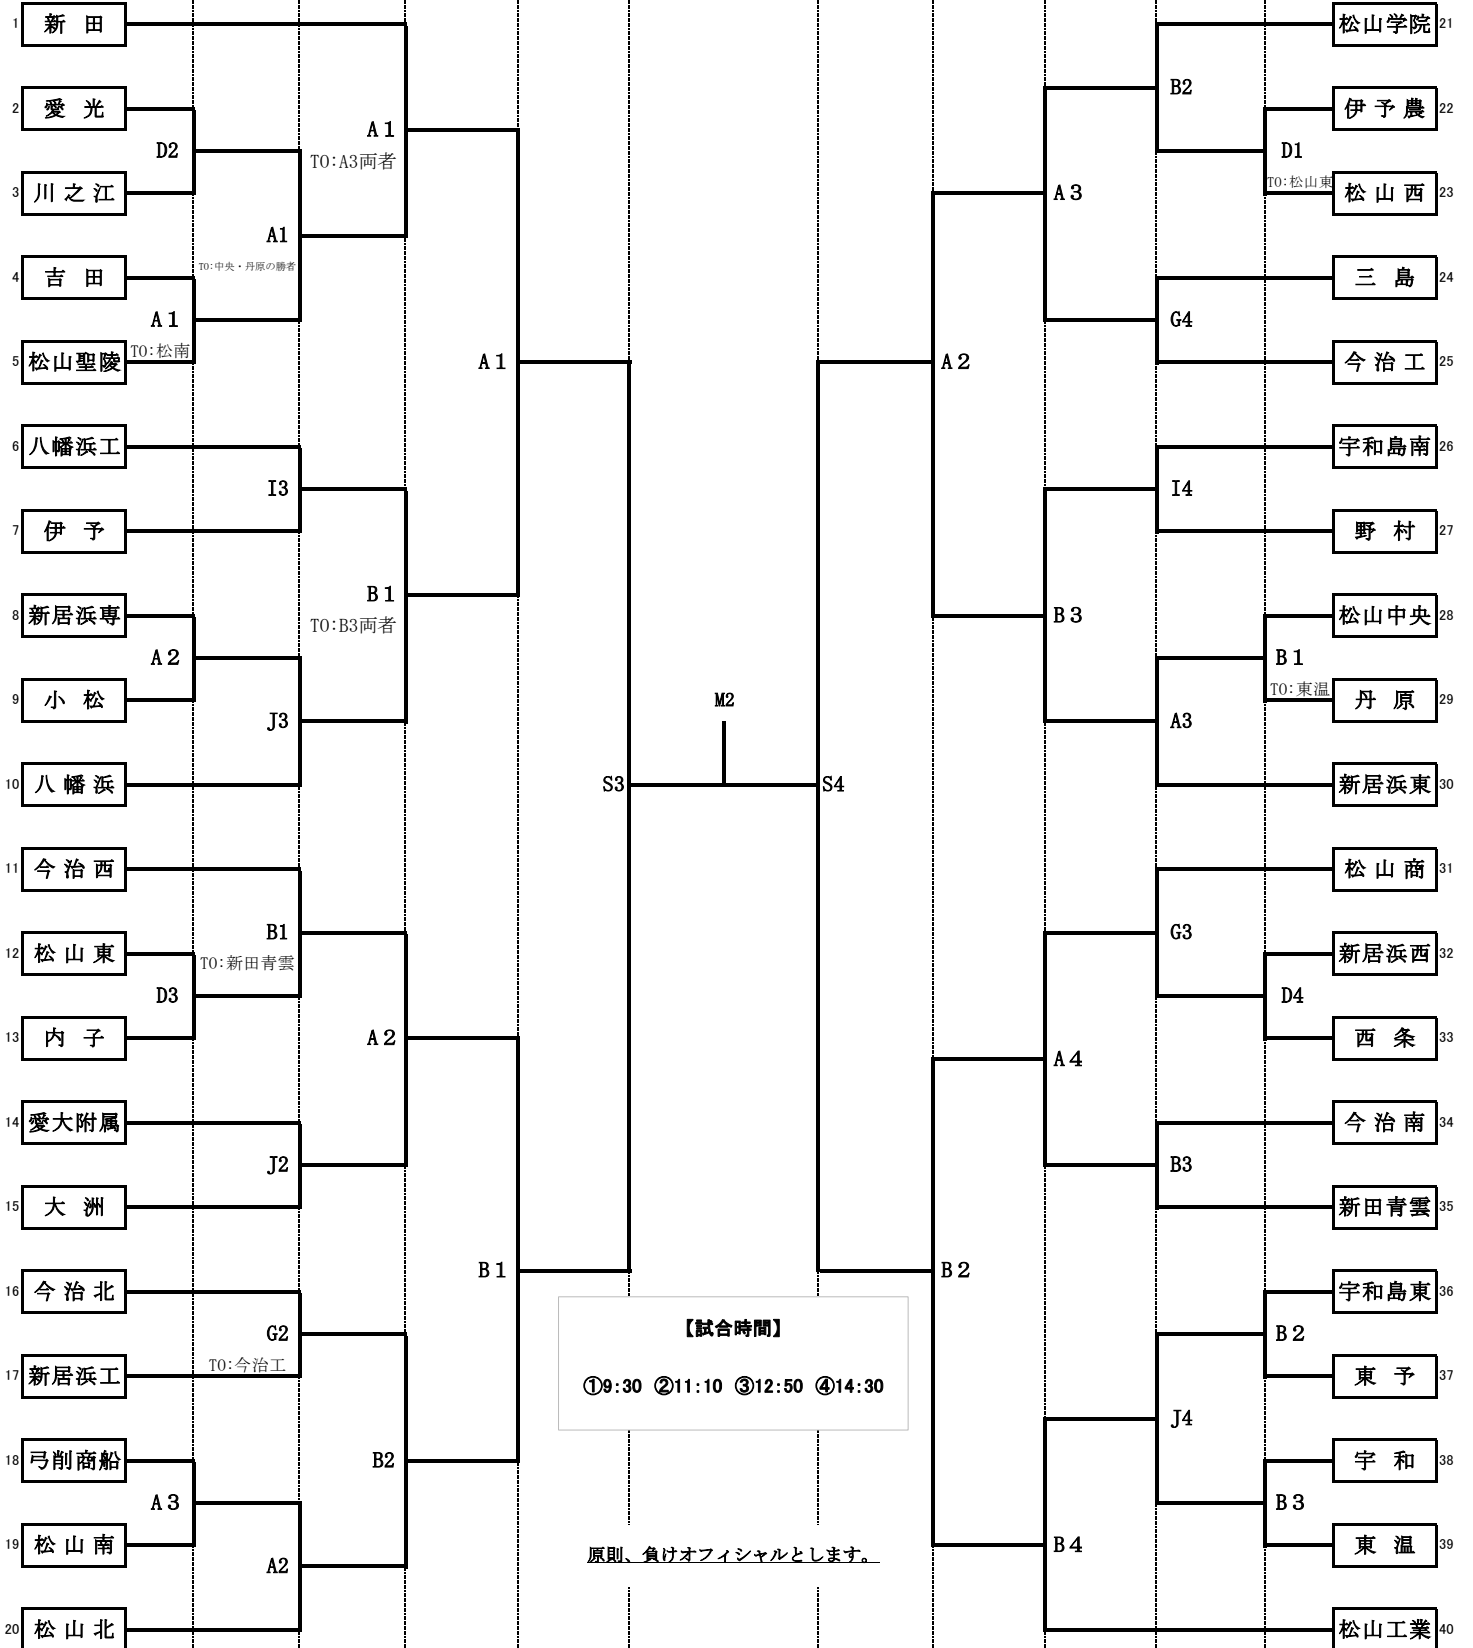 1 新 田
2 愛 光
D2
3 川 之 江
A1
TO:A3両者
A1
TO:中央・丹原の勝者
4 吉 田
A1
TO:松南
5 松山聖陵
A1
6 八幡浜工
I3
7 伊 予
B1
TO:B3両者
8 新居浜専
A2
9 小 松
J3
10 八 幡 浜
11 今 治 西
B1
TO:新田青雲
12 松 山 東
D3
13 内 子
A2
14 愛大附属
J2
15 大 洲
B1
16 今 治 北
G2
TO:今治工
17 新居浜工
B2
18 弓削商船
A3
19 松 山 南
A2
20 松 山 北
M2
S3
S4
【試合時間】
①9:30 ②11:10 ③12:50 ④14:30
原則、負けオフィシャルとします。
松山学院 21
B2
伊 予 農 22
D1
TO:松山東
松 山 西 23
A3
三 島 24
G4
今 治 工 25
A2
宇和島南 26
I4
野 村 27
B3
松山中央 28
B1
TO:東温
丹 原 29
A3
新居浜東 30
松 山 商 31
G3
新居浜西 32
D4
西 条 33
A4
今 治 南 34
B3
新田青雲 35
B2
宇和島東 36
B2
東 予 37
J4
宇 和 38
B3
東 温 39
B4
松山工業 40